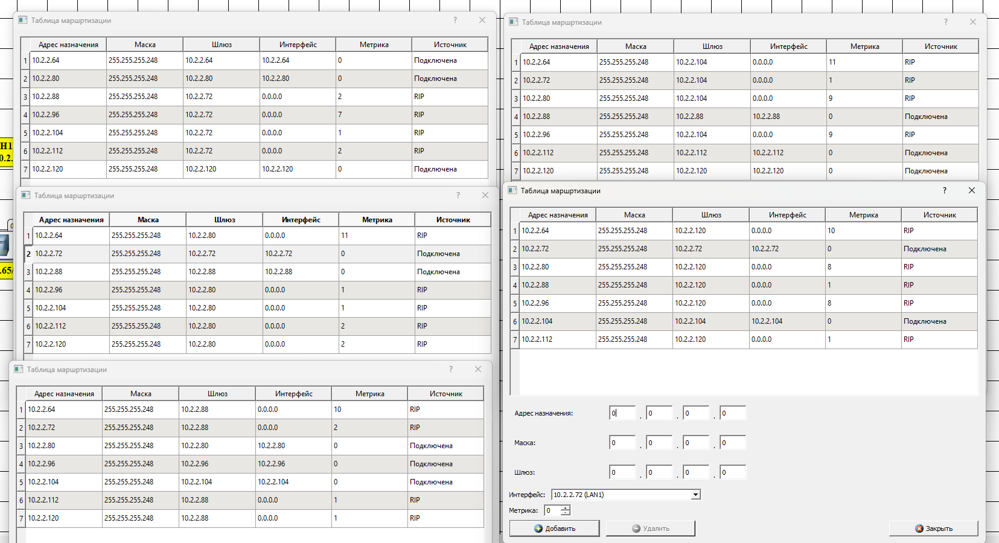 Таблица маршртизации
Адрес назначения Маска Шлюз Интерфейс Метрика Источник
1 10.2.2.64 255.255.255.248 10.2.2.64 10.2.2.64 0 Подключена
2 10.2.2.80 255.255.255.248 10.2.2.80 10.2.2.80 0 Подключена
3 10.2.2.88 255.255.255.248 10.2.2.72 0.0.0.0 2 RIP
4 10.2.2.96 255.255.255.248 10.2.2.72 0.0.0.0 7 RIP
5 10.2.2.104 255.255.255.248 10.2.2.72 0.0.0.0 1 RIP
6 10.2.2.112 255.255.255.248 10.2.2.72 0.0.0.0 2 RIP
7 10.2.2.120 255.255.255.248 10.2.2.120 10.2.2.120 0 Подключена
Таблица маршртизации
Адрес назначения Маска Шлюз Интерфейс Метрика Источник
1 10.2.2.64 255.255.255.248 10.2.2.104 0.0.0.0 11 RIP
2 10.2.2.72 255.255.255.248 10.2.2.104 0.0.0.0 1 RIP
3 10.2.2.80 255.255.255.248 10.2.2.104 0.0.0.0 9 RIP
4 10.2.2.88 255.255.255.248 10.2.2.88 10.2.2.88 0 Подключена
5 10.2.2.96 255.255.255.248 10.2.2.104 0.0.0.0 9 RIP
6 10.2.2.112 255.255.255.248 10.2.2.112 10.2.2.112 0 Подключена
7 10.2.2.120 255.255.255.248 10.2.2.120 10.2.2.120 0 Подключена
H1
0.2.
0
.65/
Таблица маршртизации
Адрес назначения Маска Шлюз Интерфейс Метрика Источник
1 10.2.2.64 255.255.255.248 10.2.2.80 0.0.0.0 11 RIP
2 10.2.2.72 255.255.255.248 10.2.2.72 10.2.2.72 0 Подключена
3 10.2.2.88 255.255.255.248 10.2.2.88 10.2.2.88 0 Подключена
4 10.2.2.96 255.255.255.248 10.2.2.80 0.0.0.0 1 RIP
5 10.2.2.104 255.255.255.248 10.2.2.80 0.0.0.0 1 RIP
6 10.2.2.112 255.255.255.248 10.2.2.80 0.0.0.0 2 RIP
7 10.2.2.120 255.255.255.248 10.2.2.80 0.0.0.0 2 RIP
Таблица маршртизации
Адрес назначения Маска Шлюз Интерфейс Метрика Источник
1 10.2.2.64 255.255.255.248 10.2.2.88 0.0.0.0 10 RIP
2 10.2.2.72 255.255.255.248 10.2.2.88 0.0.0.0 2 RIP
3 10.2.2.80 255.255.255.248 10.2.2.80 10.2.2.80 0 Подключена
4 10.2.2.96 255.255.255.248 10.2.2.96 10.2.2.96 0 Подключена
5 10.2.2.104 255.255.255.248 10.2.2.104 10.2.2.104 0 Подключена
6 10.2.2.112 255.255.255.248 10.2.2.88 0.0.0.0 1 RIP
7 10.2.2.120 255.255.255.248 10.2.2.88 0.0.0.0 1 RIP
Таблица маршртизации
Адрес назначения Маска Шлюз Интерфейс Метрика Источник
1 10.2.2.64 255.255.255.248 10.2.2.120 0.0.0.0 10 RIP
2 10.2.2.72 255.255.255.248 10.2.2.72 10.2.2.72 0 Подключена
3 10.2.2.80 255.255.255.248 10.2.2.120 0.0.0.0 8 RIP
4 10.2.2.88 255.255.255.248 10.2.2.120 0.0.0.0 1 RIP
5 10.2.2.96 255.255.255.248 10.2.2.120 0.0.0.0 8 RIP
6 10.2.2.104 255.255.255.248 10.2.2.104 10.2.2.104 0 Подключена
7 10.2.2.112 255.255.255.248 10.2.2.120 0.0.0.0 1 RIP
Адрес назначения: 0 . 0 . 0 . 0
Маска: 0 . 0 . 0 . 0
Шлюз: 0 . 0 . 0 . 0
Интерфейс: 10.2.2.72 (LAN1)
Метрика: 0
Добавить Удалить Закрыть